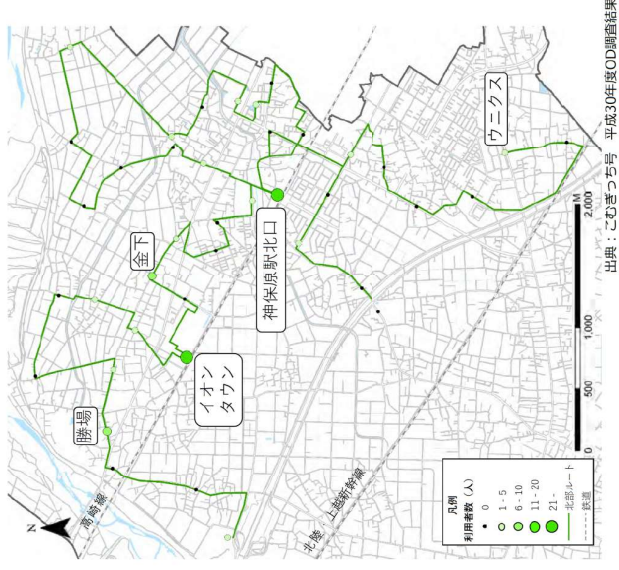 N
高崎線
勝場
金下
イオン
タウン
神保原駅北口
ウニクス
北陸　上越新幹線
凡例
利用者数（人）
0
1 - 5
6 - 10
11 - 20
21 -
北部ルート
鉄道
0 500 1,000 2,000
M
出典：こむぎっち号　平成30年度OD調査結果